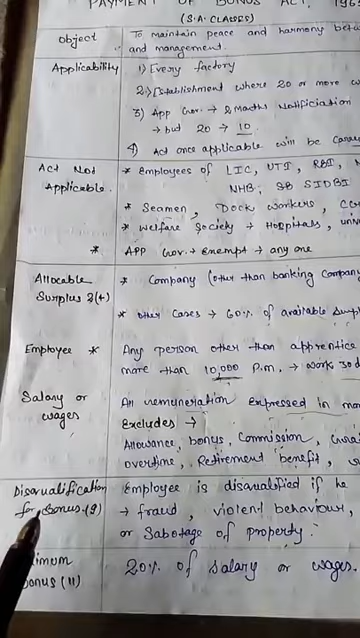 PAYMENT OF BONUS ACT, 196
(S.A. CLASSES)
Object
To maintain peace and harmony
and management.
Applicability
1) Every factory
2) Establishment where 20 or more
3) App Gov. → 2 months Notificiation
→ but 20 → 10
4) Act once applicable will be
Act Not
Applicable.
* Employees of LIC, UTI, RBI,
NHB, SB SIDBI
* Seamen, Dock workers,
* Welfare Society → Hospitals,
* APP Gov. → Exempt → any one
Allocable
Surplus 2(4)
* Company (other than banking company
* other cases → 60% of available
Employee *
Any person other than apprentice
more than 10,000 P.m. → work 30 d
Salary or
wages
All remuneration Expressed in
Excludes →
Allowance, bonus, Commission,
overtime, Retirement benefit,
Disqualification
for Bonus (9)
Employee is disqualified if he
→ fraud, violent behaviour,
or Sabotage of property.
onus (11)
20% of Salary or wages.